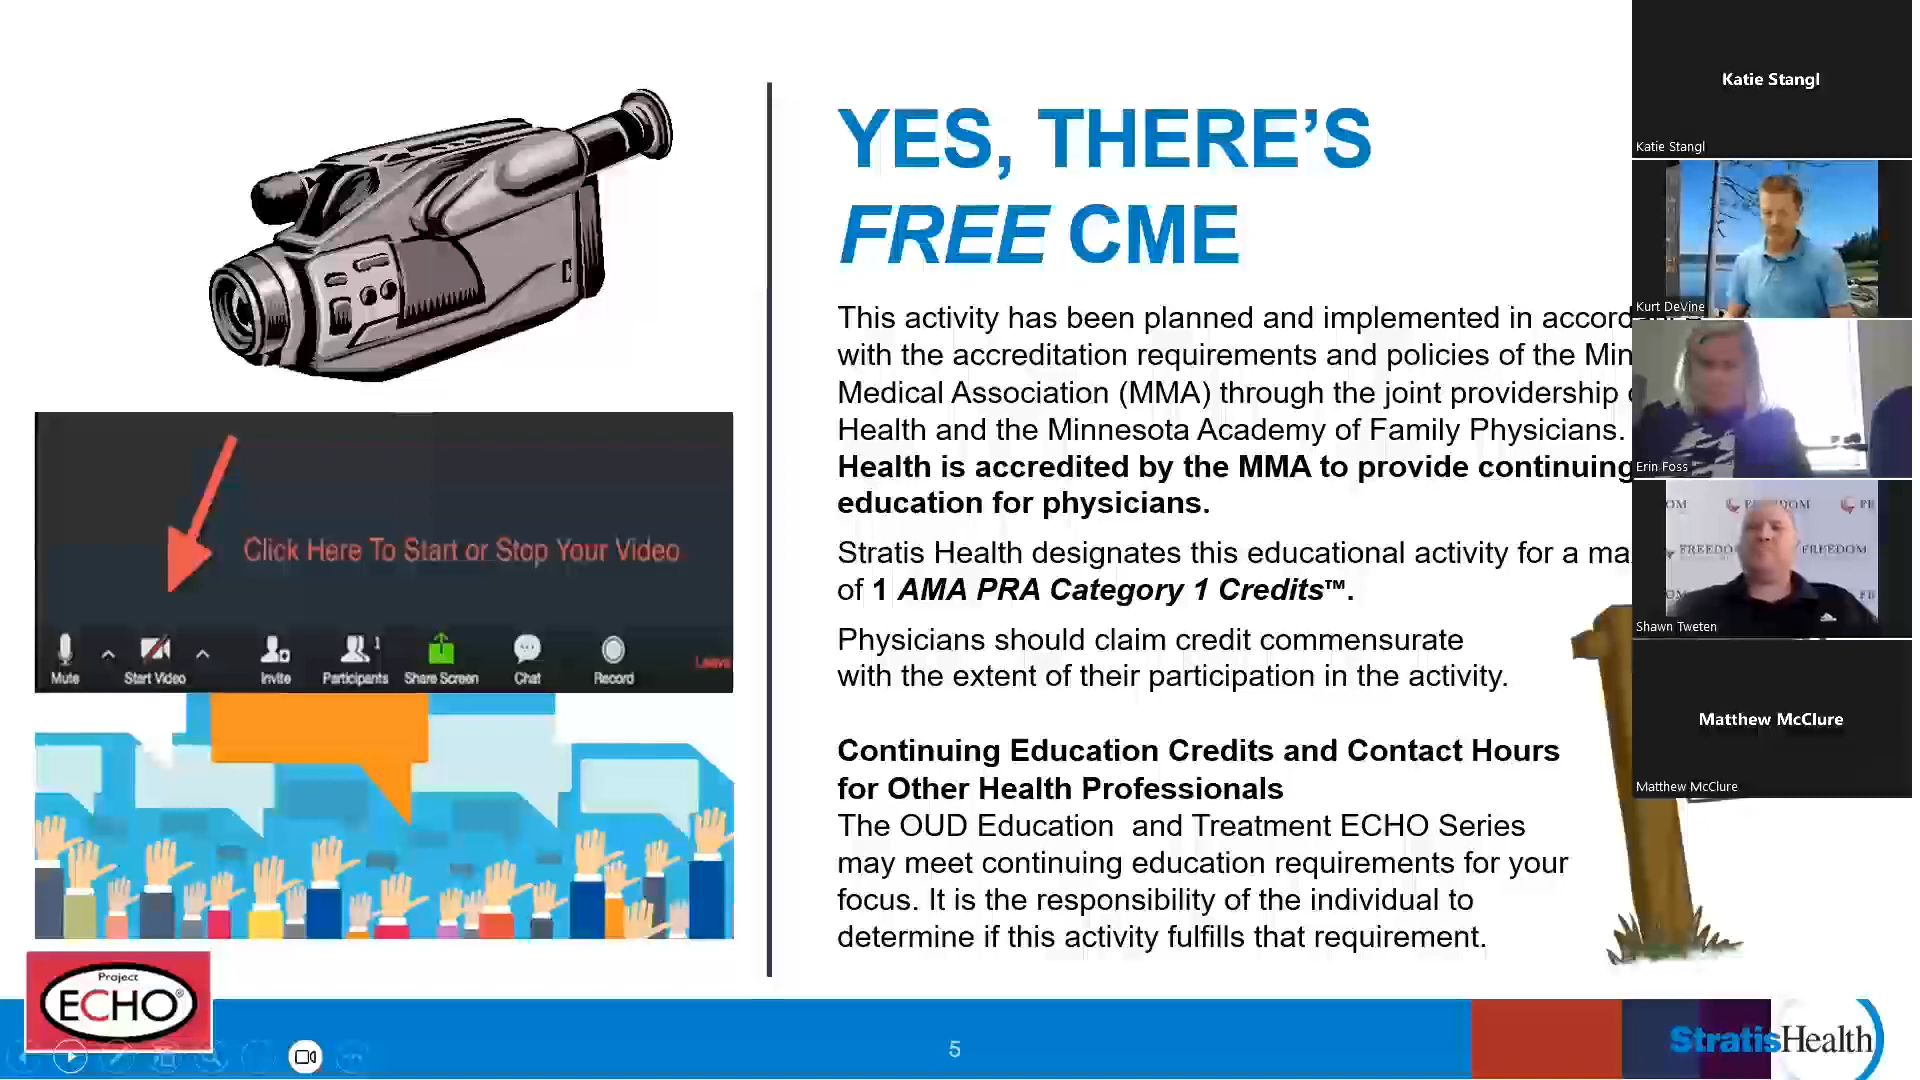 YES, THERE'S
FREE CME
This activity has been planned and implemented in accord
with the accreditation requirements and policies of the Min
Medical Association (MMA) through the joint providership
Health and the Minnesota Academy of Family Physicians.
Health is accredited by the MMA to provide continuing
education for physicians.
Stratis Health designates this educational activity for a ma
of 1 AMA PRA Category 1 Credits™.
Physicians should claim credit commensurate
with the extent of their participation in the activity.
Continuing Education Credits and Contact Hours
for Other Health Professionals
The OUD Education and Treatment ECHO Series
may meet continuing education requirements for your
focus. It is the responsibility of the individual to
determine if this activity fulfills that requirement.
Click Here To Start or Stop Your Video
1
Mute Start Video Invite Participants Share Screen Chat Record Leave
Project
ECHO®
5
StratisHealth
Katie Stangl
Katie Stangl
Kurt DeVine
Erin Foss
FREEDOM
FREEDOM
Shawn Tweten
Matthew McClure
Matthew McClure